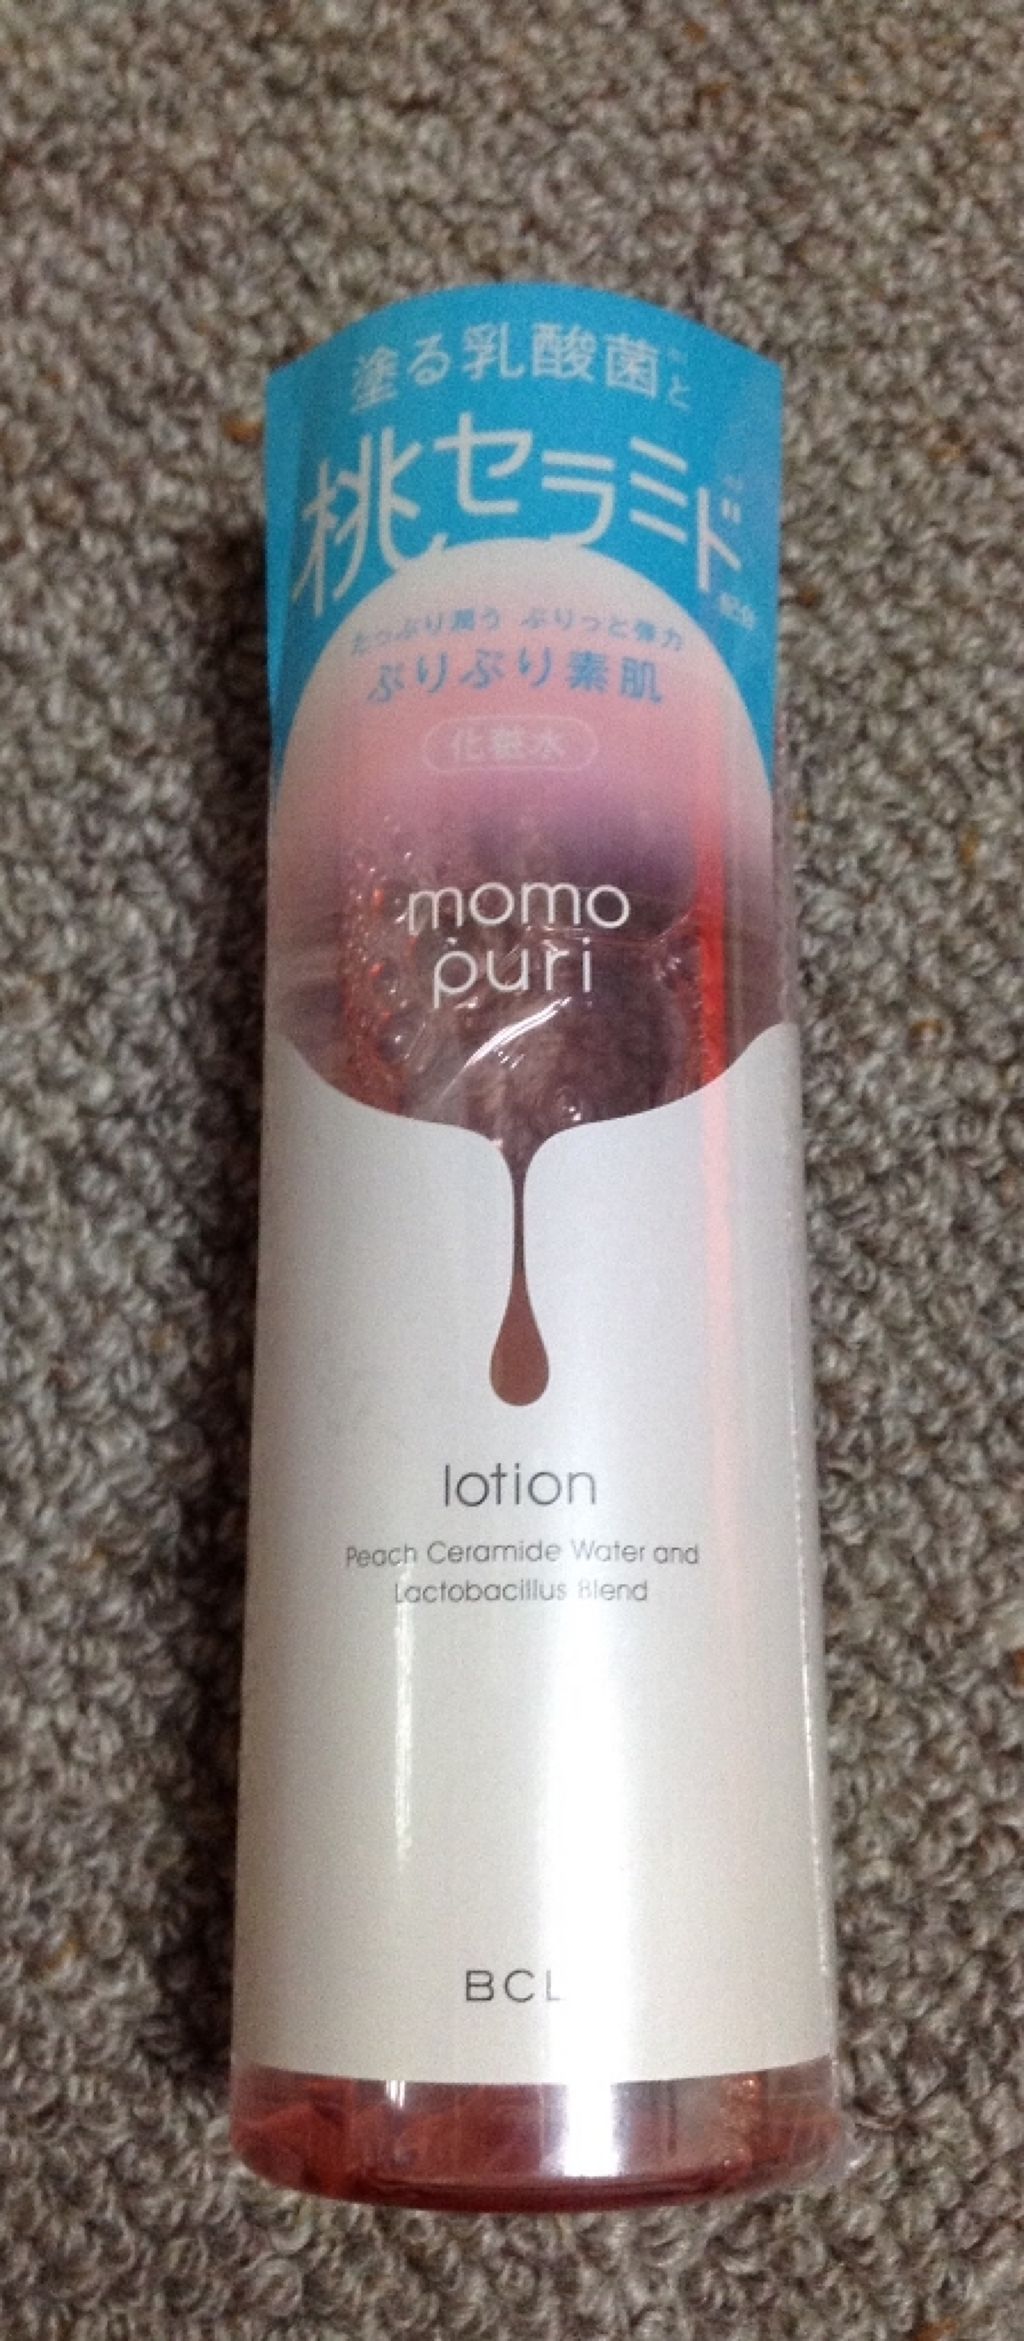 塗る乳酸菌と
桃セラミド
たっぷり潤う ぷりっと弾力
ぷりぷり素肌
化粧水
momo
puri
lotion
Peach Ceramide Water and
Lactobacillus Blend
BCL